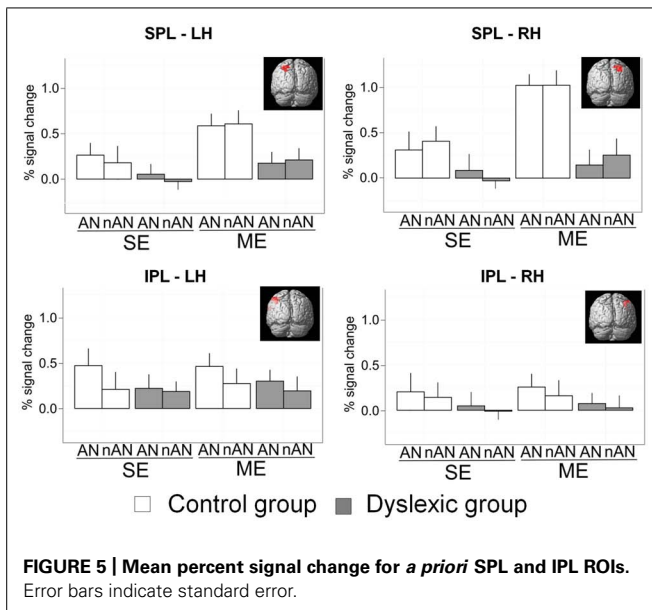 SPL - LH
SPL - RH
% signal change
1.0
0.5
0.0
AN nAN AN nAN AN nAN AN nAN
SE ME
% signal change
1.0
0.5
0.0
AN nAN AN nAN AN nAN AN nAN
SE ME
IPL - LH
IPL - RH
% signal change
1.0
0.5
0.0
AN nAN AN nAN AN nAN AN nAN
SE ME
% signal change
1.0
0.5
0.0
AN nAN AN nAN AN nAN AN nAN
SE ME
Control group Dyslexic group
FIGURE 5 | Mean percent signal change for a priori SPL and IPL ROIs.
Error bars indicate standard error.